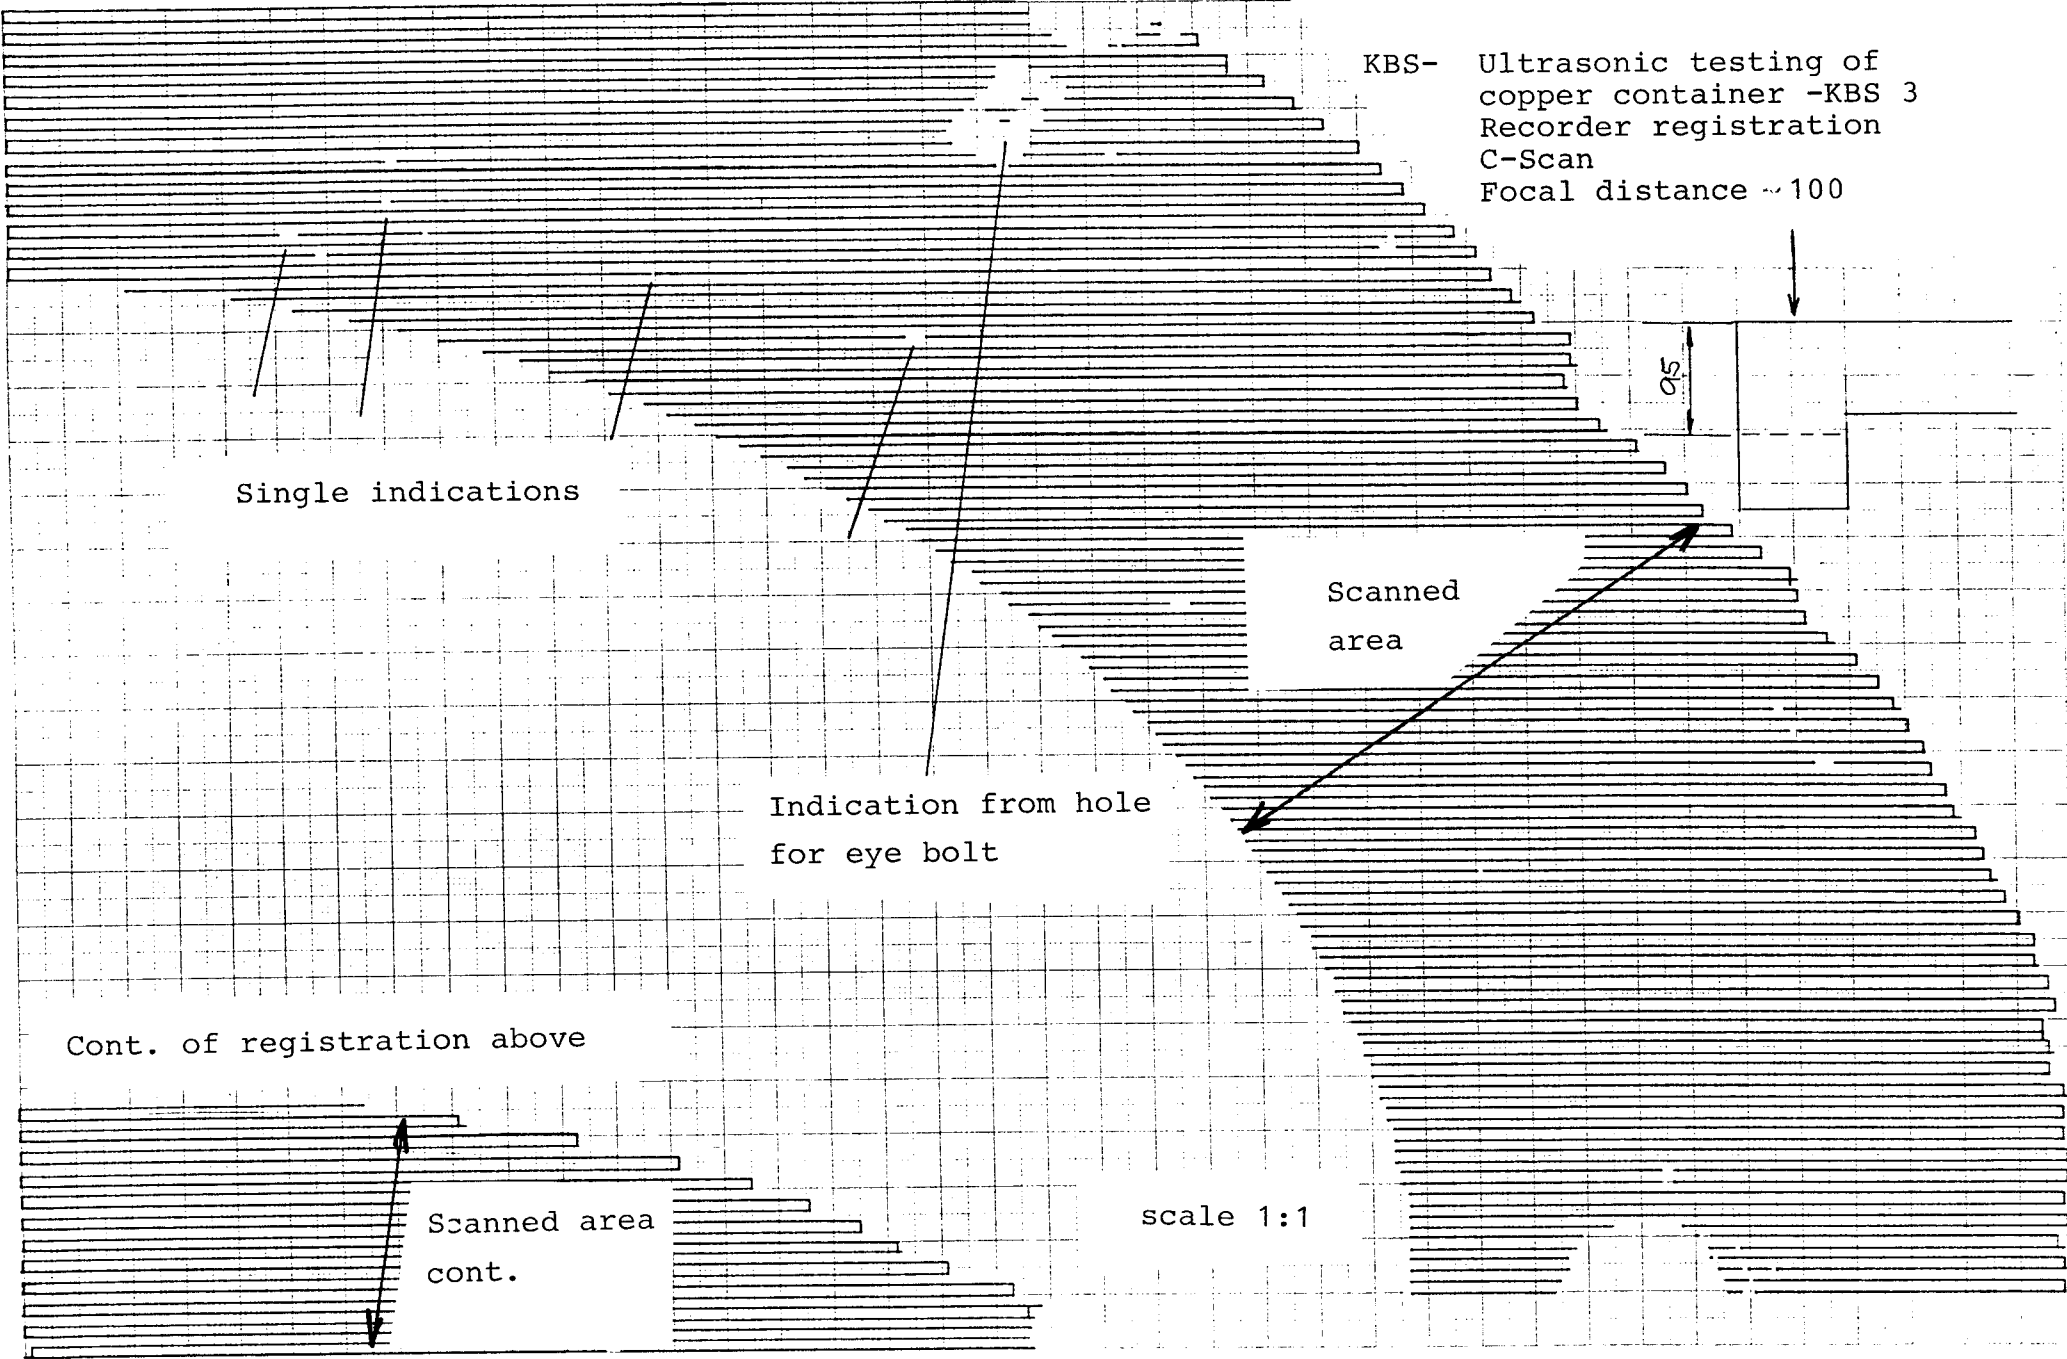 KBS- Ultrasonic testing of
copper container -KBS 3
Recorder registration
C-Scan
Focal distance ~100
95
Single indications
Scanned
area
Indication from hole
for eye bolt
Cont. of registration above
Scanned area
cont.
scale 1:1